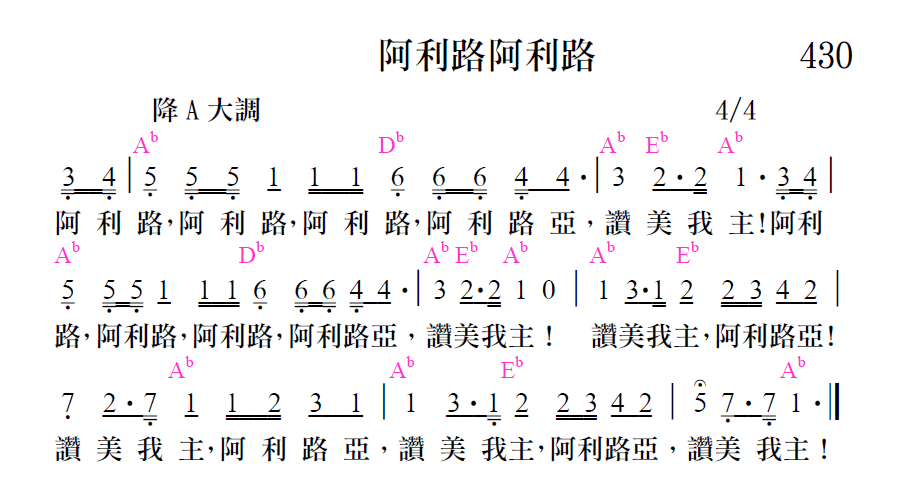 阿利路阿利路 430
降 A 大調 4/4
A♭ D♭ A♭ E♭ A♭
3 4 | 5 5 5 1 1 1 6 6 6 4 4 · | 3 2 · 2 1 · 3 4 |
阿 利 路，阿 利 路，阿 利 路，阿 利 路 亞，讚 美 我 主！阿利
A♭ D♭ A♭ E♭ A♭ A♭ E♭
5 5 5 1 1 1 6 6 6 4 4 · | 3 2 · 2 1 0 | 1 3 · 1 2 2 3 4 2 |
路，阿利路，阿利路，阿利路亞，讚美我主！ 讚美我主，阿利路亞！
A♭ A♭ E♭ A♭
7 2 · 7 1 1 2 3 1 | 1 3 · 1 2 2 3 4 2 | 5 7 · 7 1 · ||
讚 美 我 主，阿 利 路 亞，讚 美 我主，阿利路亞，讚美 我主！